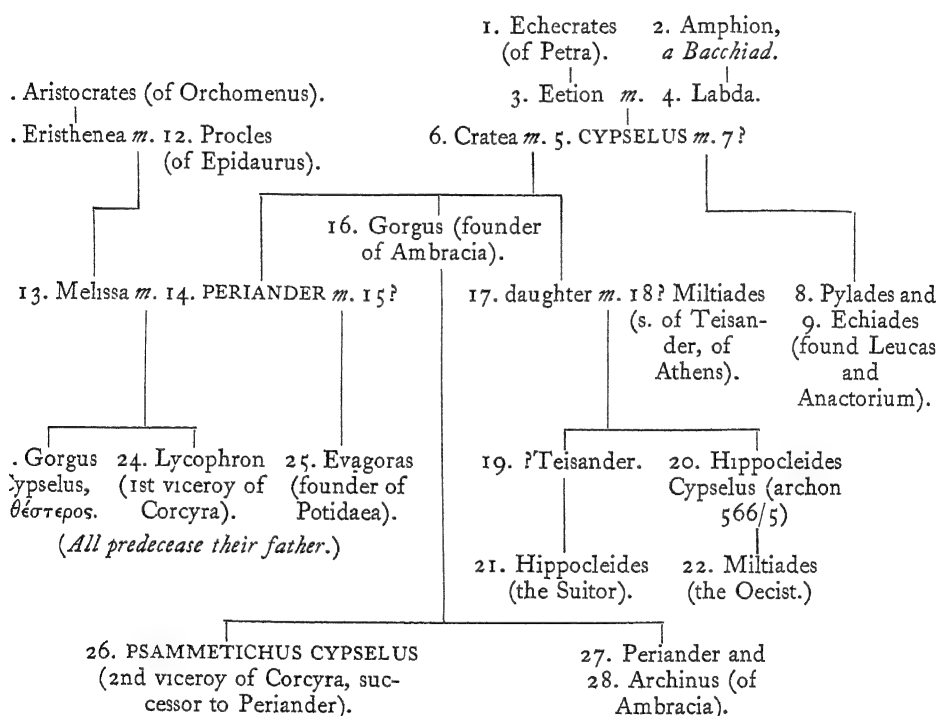 1. Echecrates 2. Amphion,
(of Petra). a Bacchiad.
. Aristocrates (of Orchomenus).
3. Eetion m. 4. Labda.
. Eristhenea m. 12. Procles
(of Epidaurus).
6. Cratea m. 5. CYPSELUS m. 7?
16. Gorgus (founder
of Ambracia).
13. Melissa m. 14. PERIANDER m. 15?
17. daughter m. 18? Miltiades
(s. of Teisan-
der, of
Athens).
8. Pylades and
9. Echiades
(found Leucas
and
Anactorium).
. Gorgus
Cypselus,
θέστερος.
24. Lycophron
(1st viceroy of
Corcyra).
25. Evagoras
(founder of
Potidaea).
(All predecease their father.)
19. ?Teisander.
20. Hippocleides
Cypselus (archon
566/5)
21. Hippocleides
(the Suitor).
22. Miltiades
(the Oecist.)
26. PSAMMETICHUS CYPSELUS
(2nd viceroy of Corcyra, suc-
cessor to Periander).
27. Periander and
28. Archinus (of
Ambracia).